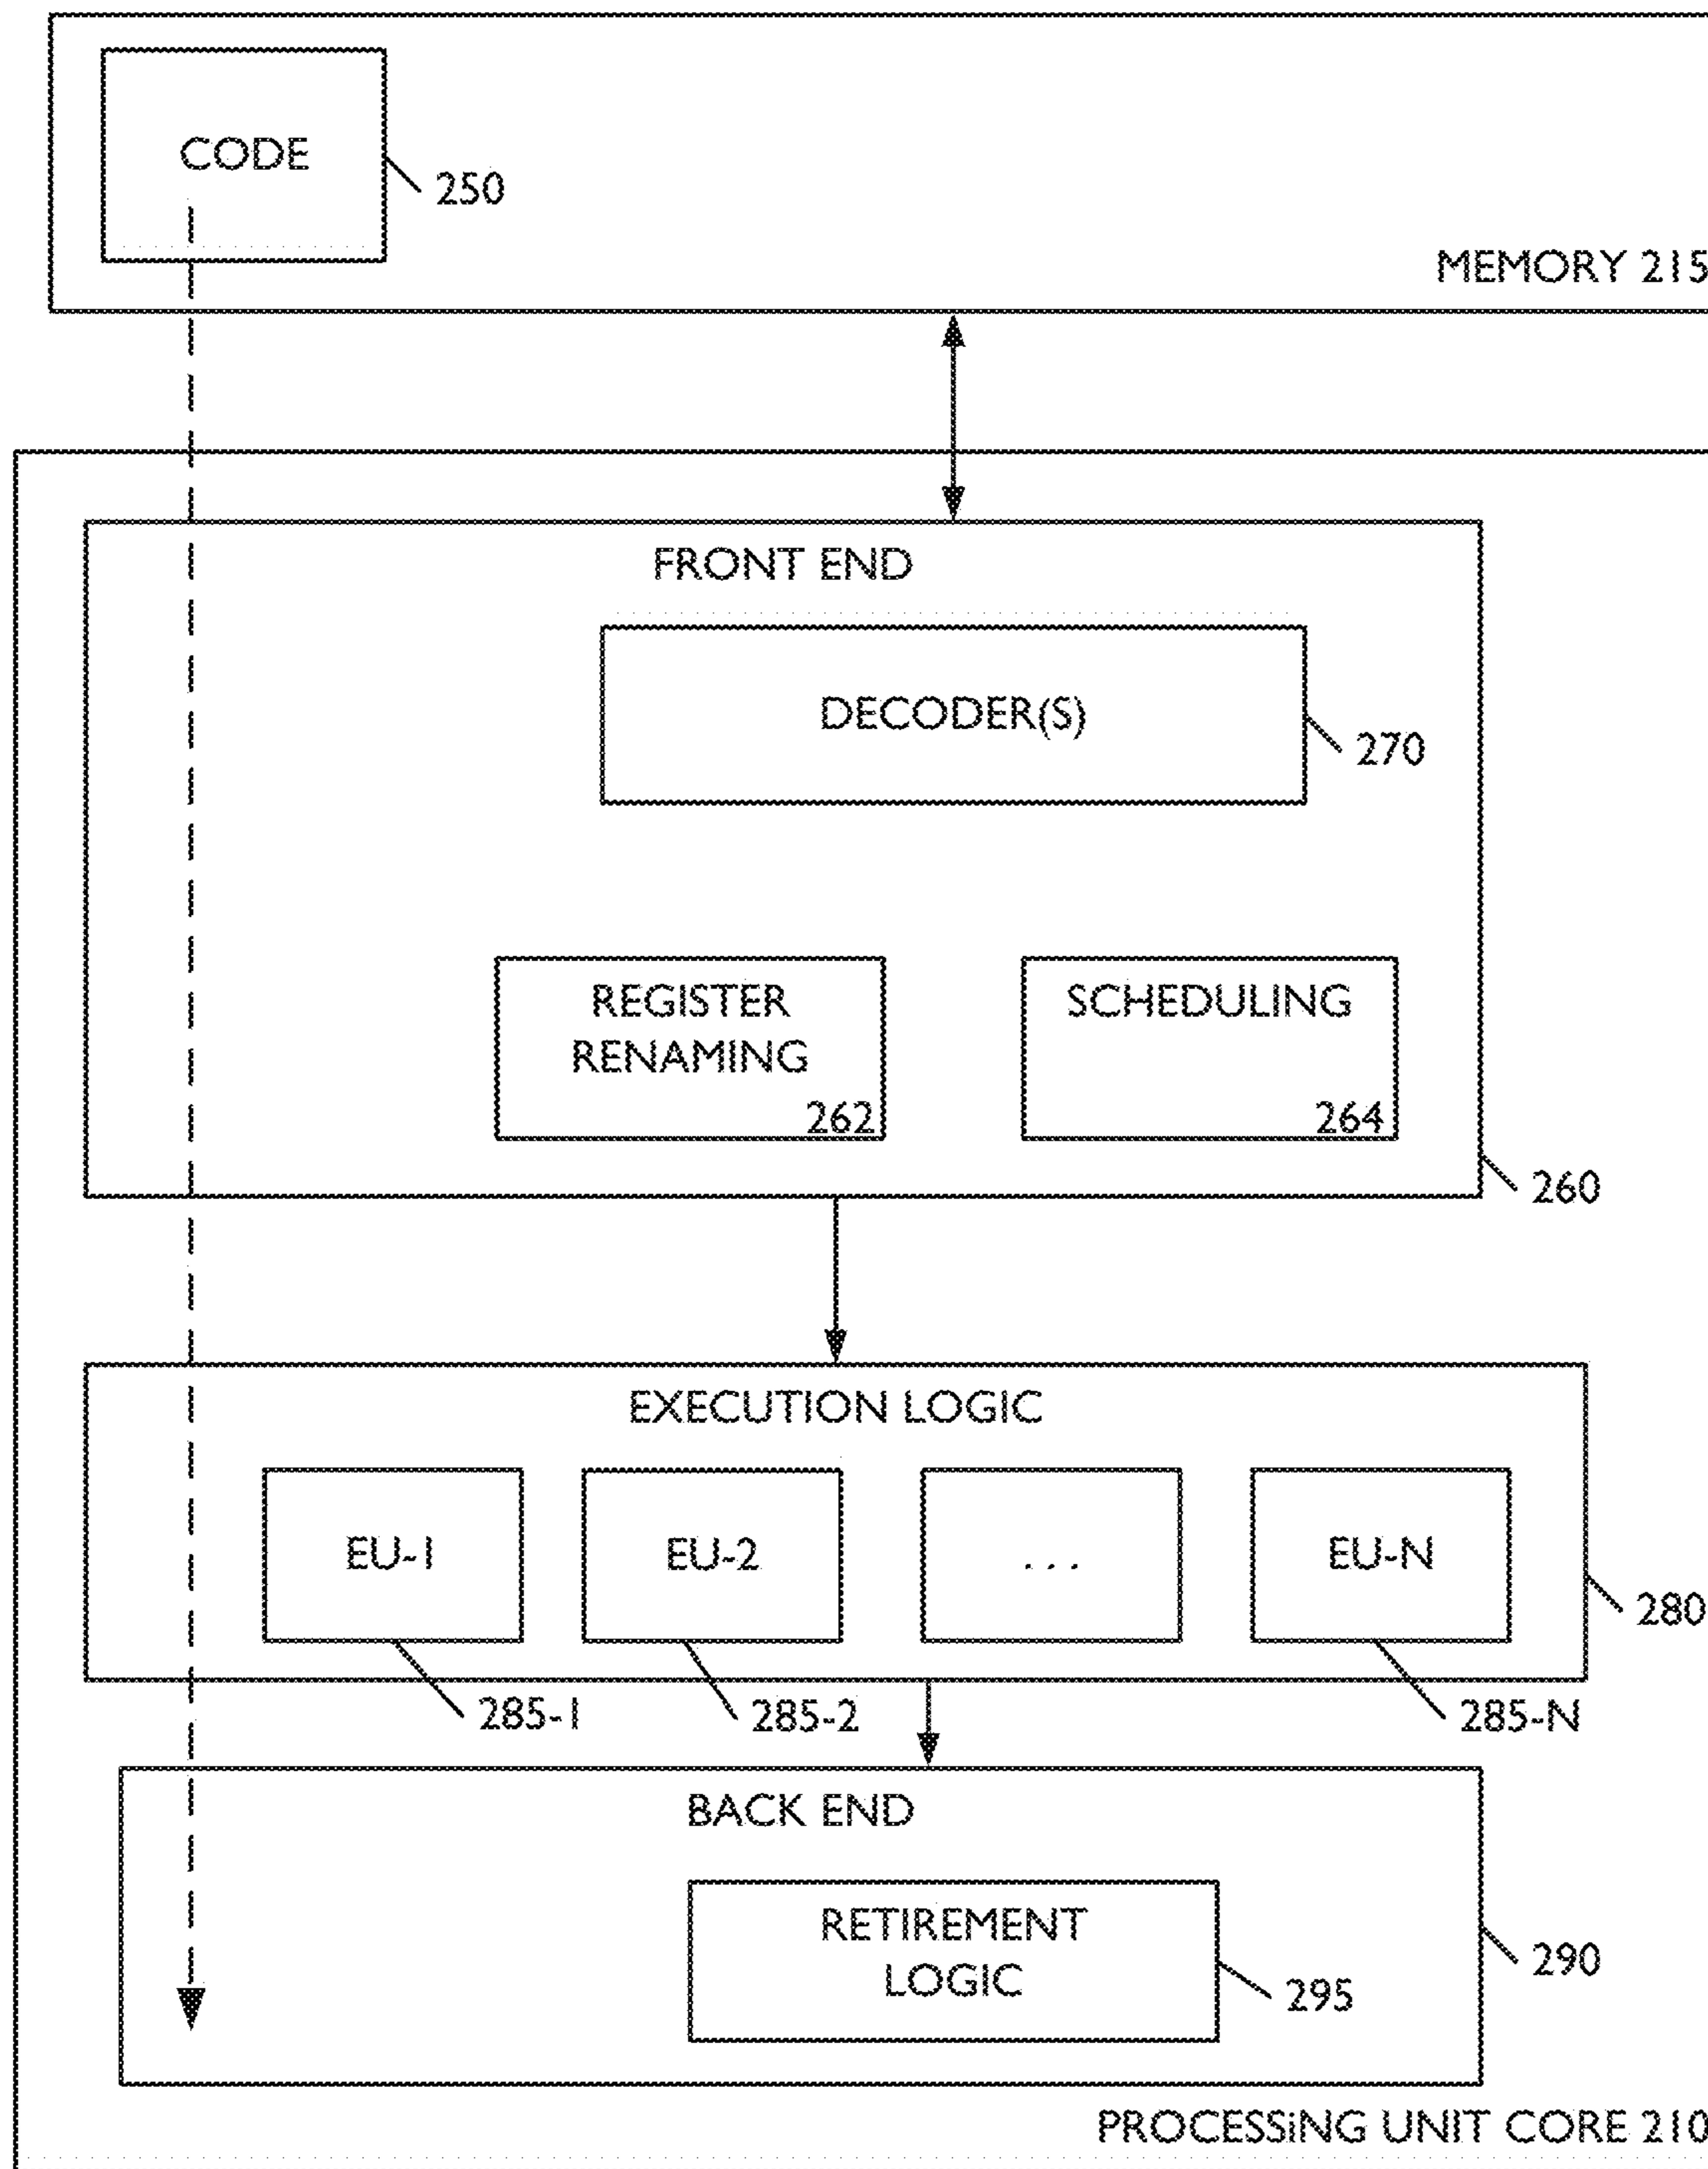 CODE
250
MEMORY 215
FRONT END
DECODER(S)
270
REGISTER
RENAMING
262
SCHEDULING
264
260
EXECUTION LOGIC
EU-1
EU-2
. . .
EU-N
280
285-1
285-2
285-N
BACK END
RETIREMENT
LOGIC
295
290
PROCESSiNG UNIT CORE 210